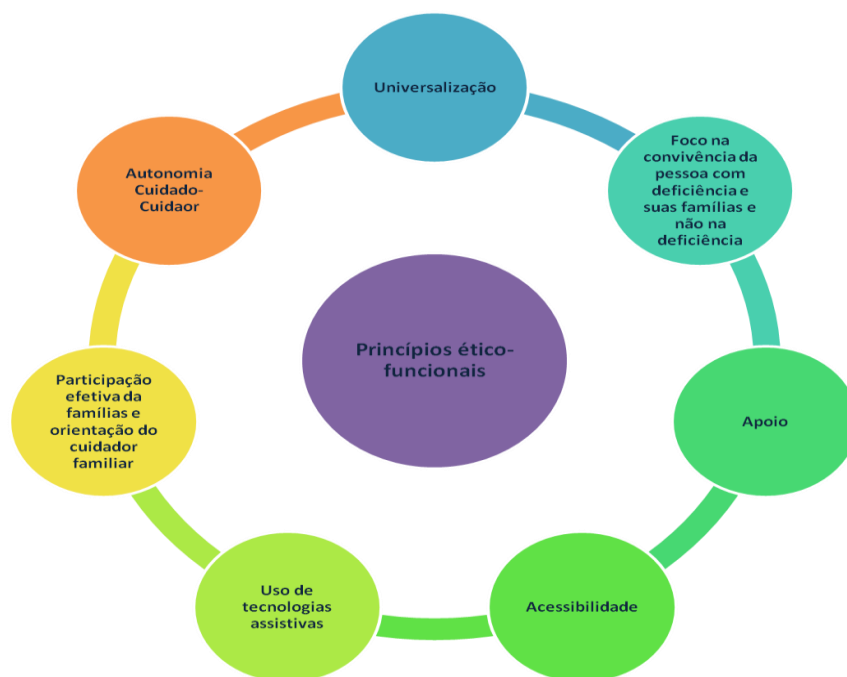 Universalização
Foco na
convivência da
pessoa com
deficiência e
suas famílias e
não na
deficiência
Apoio
Acessibilidade
Uso de
tecnologias
assistivas
Participação
efetiva da
famílias e
orientação do
cuidador
familiar
Autonomia
Cuidado-
Cuidaor
Princípios ético-
funcionais